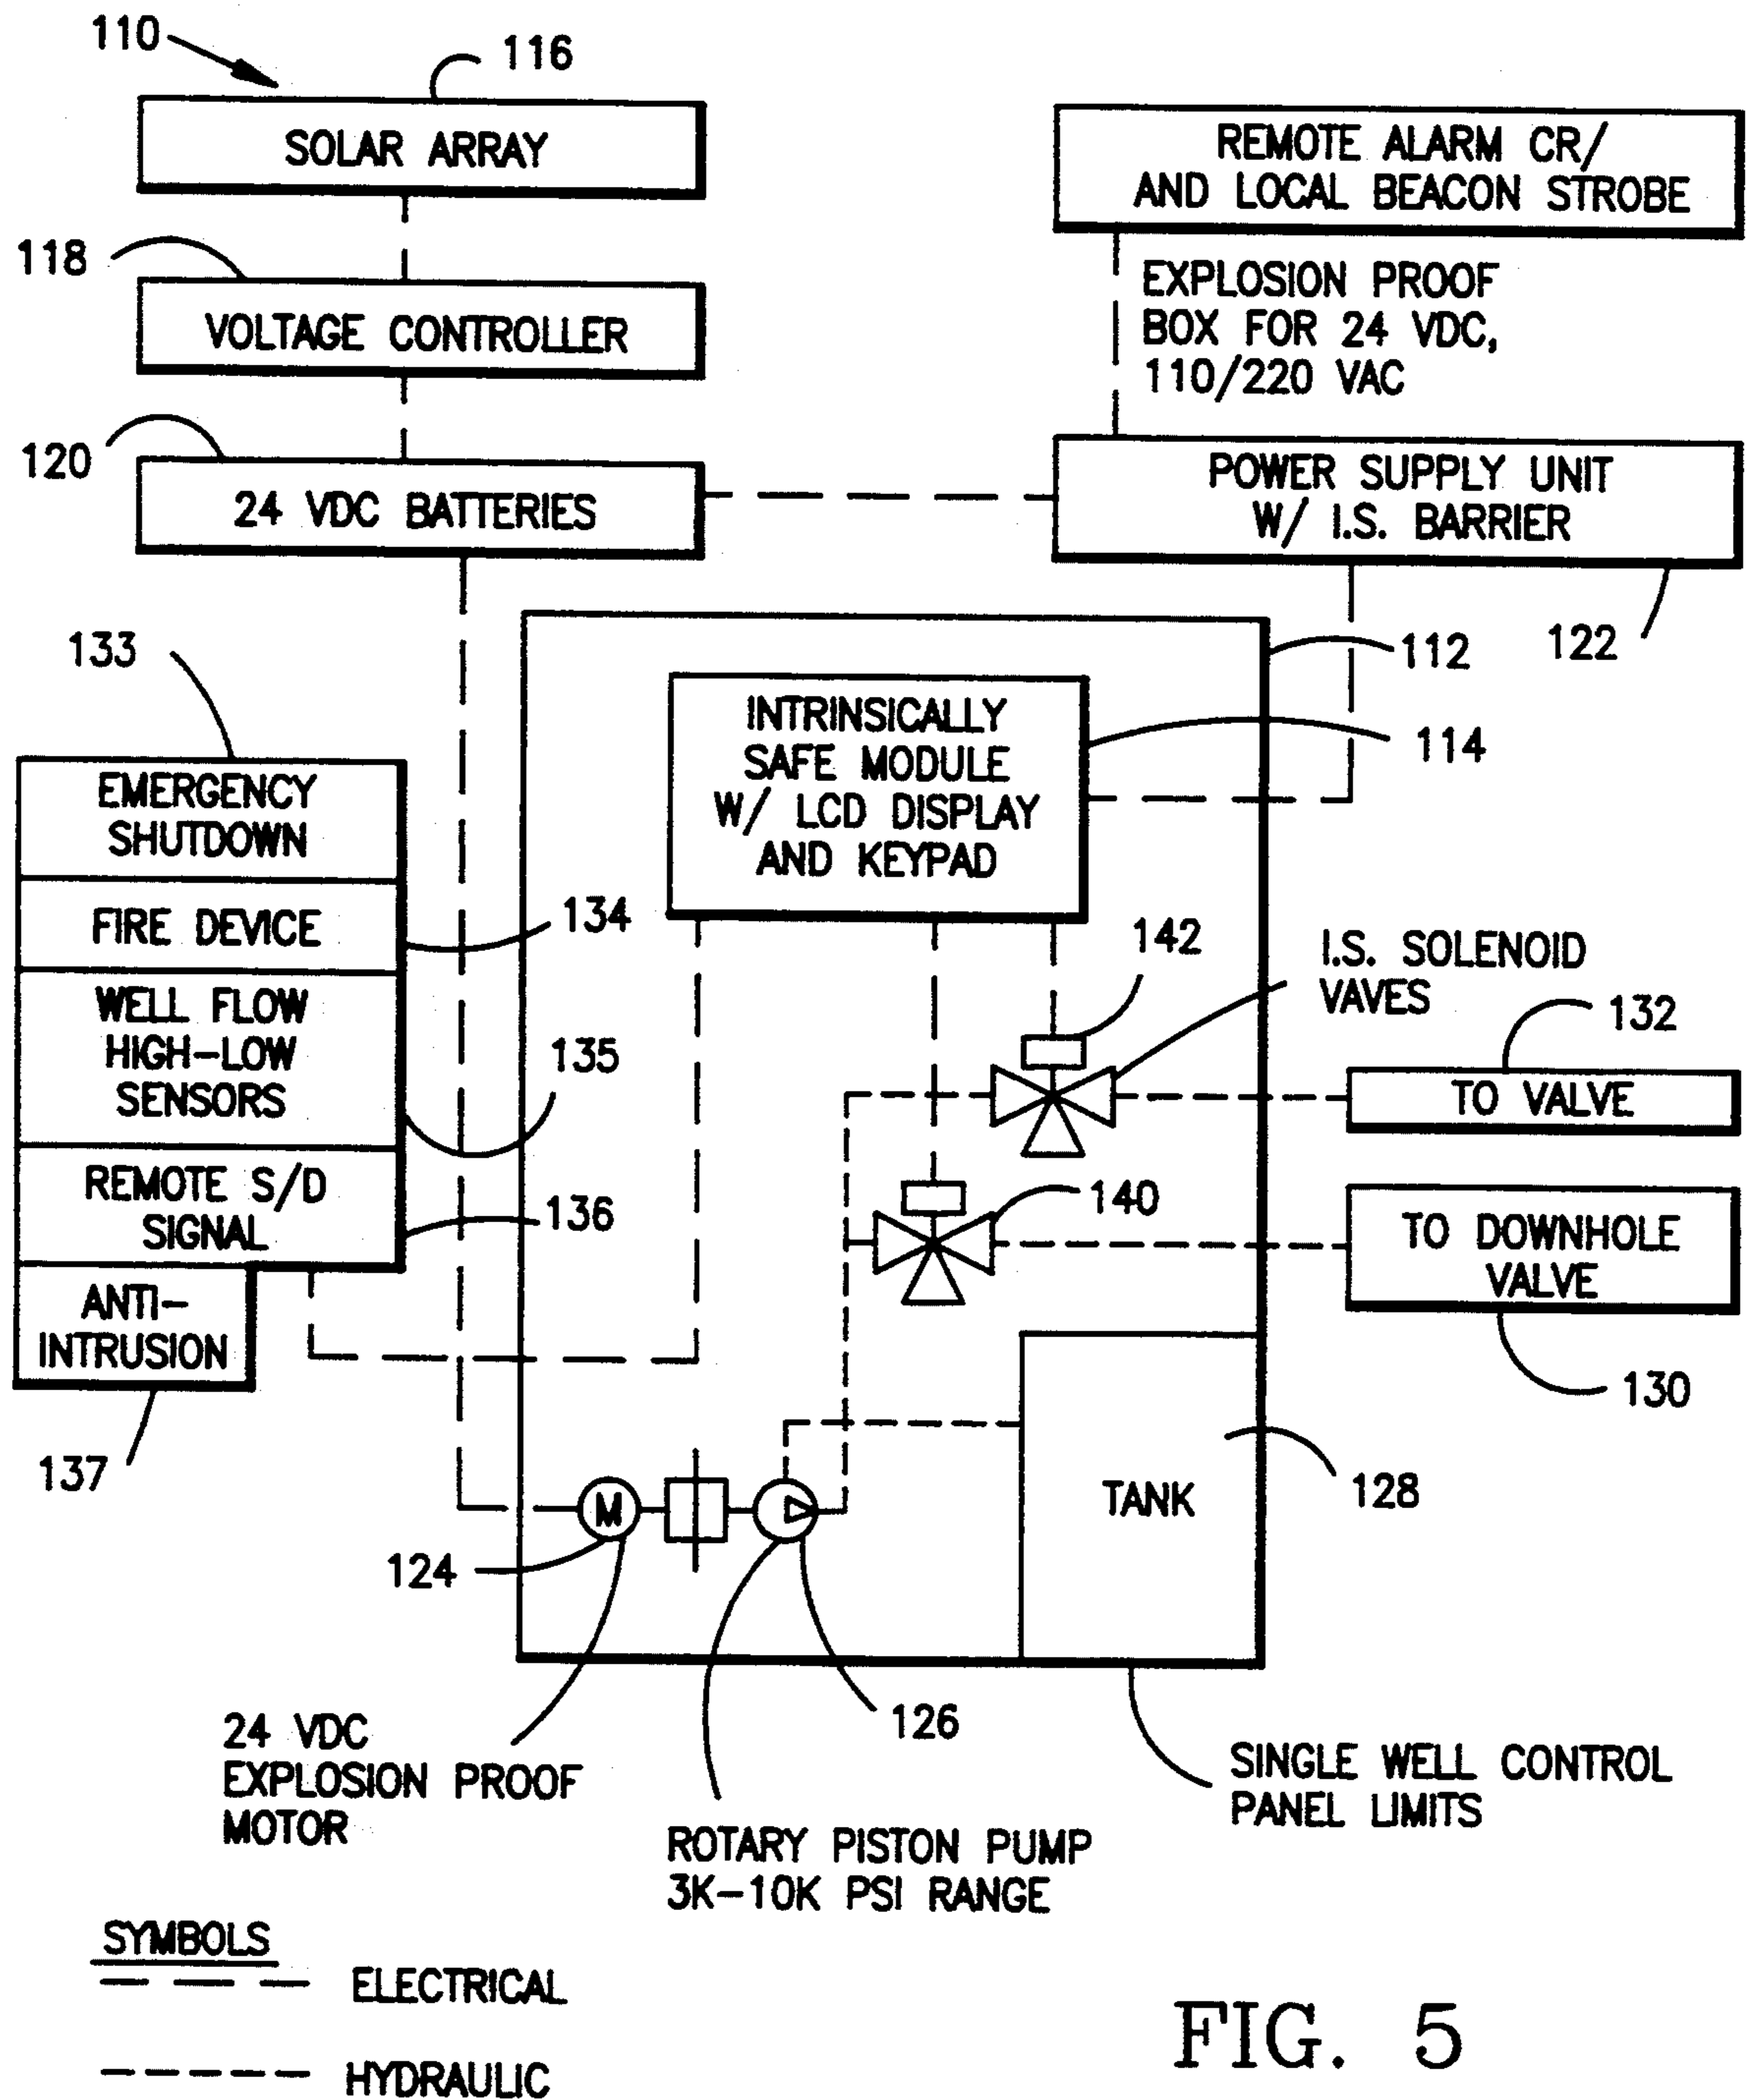 110
116
SOLAR ARRAY
REMOTE ALARM CR/
AND LOCAL BEACON STROBE
118
VOLTAGE CONTROLLER
EXPLOSION PROOF
BOX FOR 24 VDC,
110/220 VAC
120
24 VDC BATTERIES
POWER SUPPLY UNIT
W/ I.S. BARRIER
122
112
133
INTRINSICALLY
SAFE MODULE
W/ LCD DISPLAY
AND KEYPAD
114
EMERGENCY
SHUTDOWN
FIRE DEVICE
134
WELL FLOW
HIGH-LOW
SENSORS
135
REMOTE S/D
SIGNAL
136
ANTI-
INTRUSION
137
142
I.S. SOLENOID
VAVES
132
TO VALVE
140
TO DOWNHOLE
VALVE
130
TANK
128
M
124
126
24 VDC
EXPLOSION PROOF
MOTOR
ROTARY PISTON PUMP
3K-10K PSI RANGE
SINGLE WELL CONTROL
PANEL LIMITS
SYMBOLS
ELECTRICAL
HYDRAULIC
FIG. 5